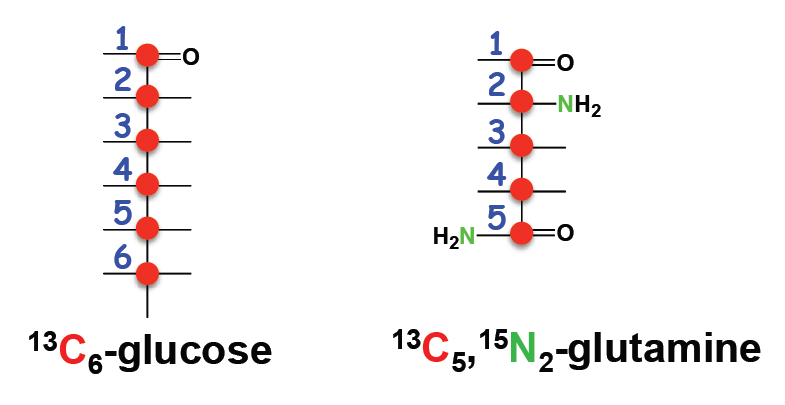 1 O
2
3
4
5
6
¹³C₆-glucose
1 O
2 NH₂
3
4
H₂N 5 O
¹³C₅,¹⁵N₂-glutamine